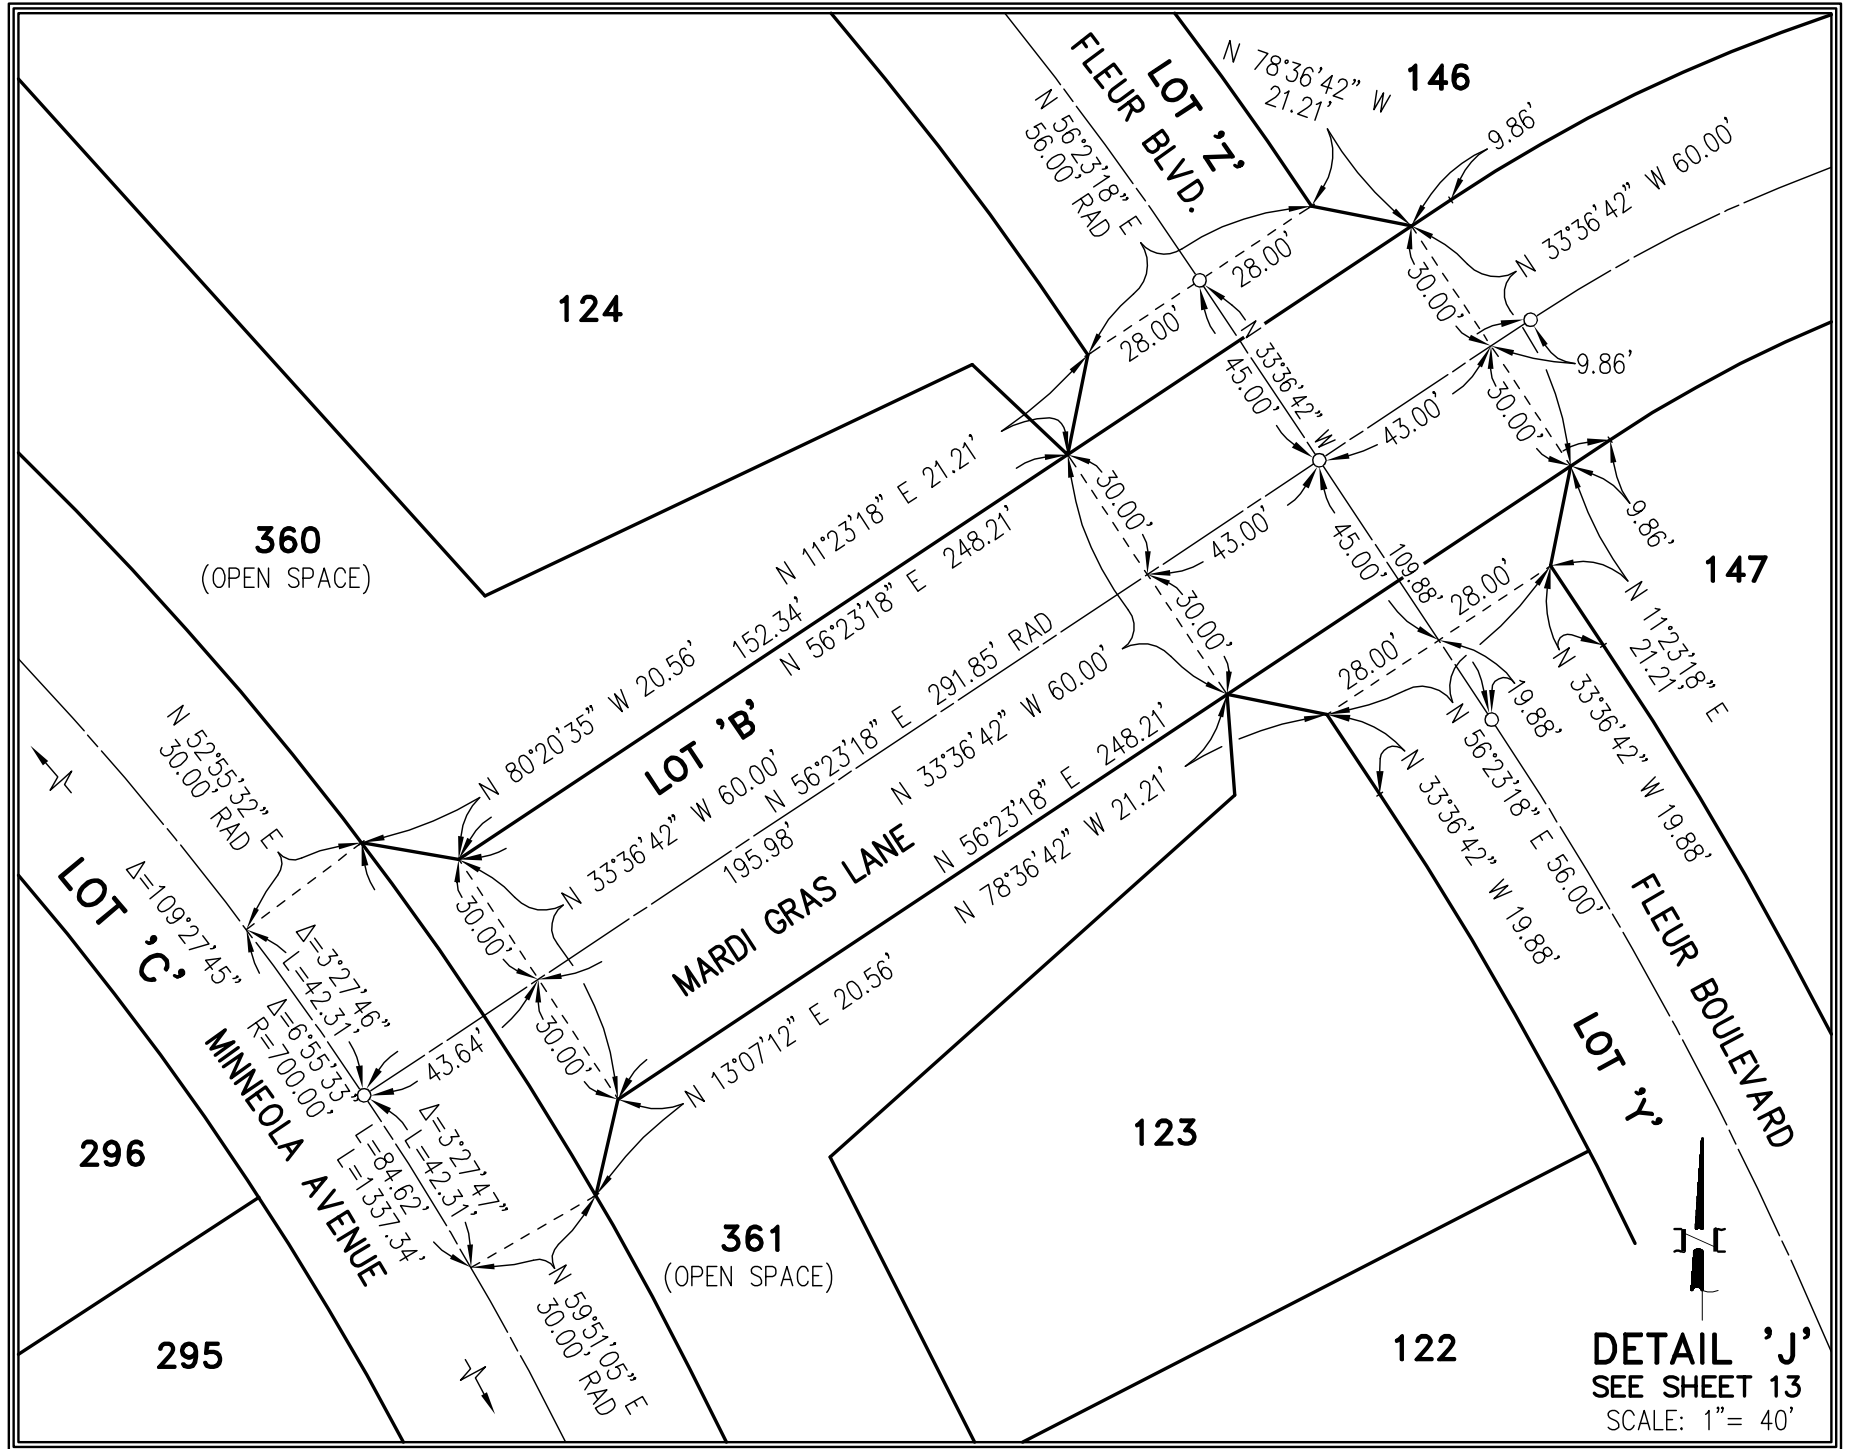 N 78°36'42" W
21.21'
146
LOT 'Z'
FLEUR BLVD.
N 56°23'18" E
56.00' RAD
9.86'
N 33°36'42" W 60.00'
28.00'
28.00'
30.00'
124
N 33°36'42" W
45.00'
9.86'
43.00'
30.00'
N 11°23'18" E 21.21'
152.34'
N 56°23'18" E 248.21'
30.00'
43.00'
45.00'
109.88'
28.00'
9.86'
147
360
(OPEN SPACE)
N 80°20'35" W 20.56'
30.00'
28.00'
N 11°23'18" E
21.21'
N 33°36'42" W 19.88'
19.88'
N 56°23'18" E 56.00'
N 33°36'42" W 19.88'
LOT 'B'
N 56°23'18" E 291.85' RAD
N 33°36'42" W 60.00'
N 33°36'42" W 60.00'
195.98'
N 56°23'18" E 248.21'
N 78°36'42" W 21.21'
MARDI GRAS LANE
N 52°55'32" E
30.00' RAD
LOT 'C'
Δ=109°27'45"
Δ=3°27'46"
L=42.31'
Δ=6°55'33"
R=700.00'
30.00'
30.00'
43.64'
N 13°07'12" E 20.56'
MINNEOLA AVENUE
Δ=3°27'47"
L=42.31'
L=84.62'
L=1337.34'
FLEUR BOULEVARD
LOT 'Y'
296
295
N 59°51'05" E
30.00' RAD
361
(OPEN SPACE)
123
122
DETAIL 'J'
SEE SHEET 13
SCALE: 1"= 40'